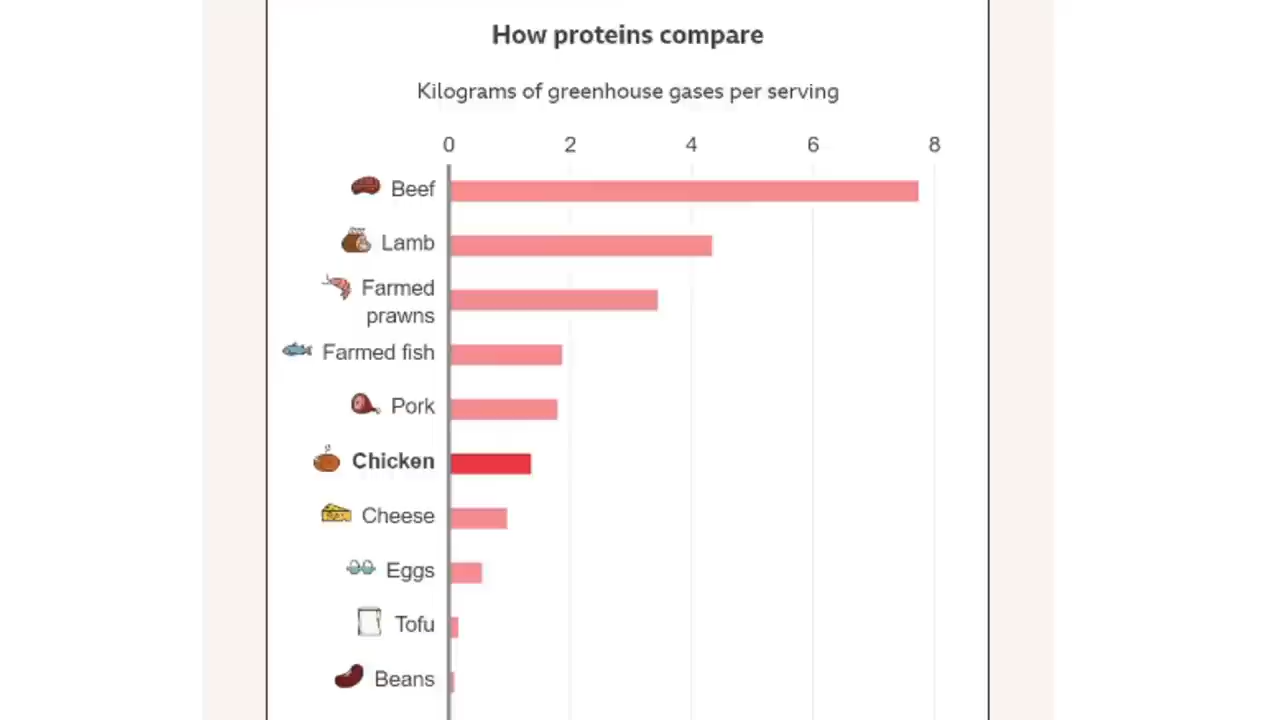 How proteins compare
Kilograms of greenhouse gases per serving
0 2 4 6 8
Beef
Lamb
Farmed
prawns
Farmed fish
Pork
Chicken
Cheese
Eggs
Tofu
Beans